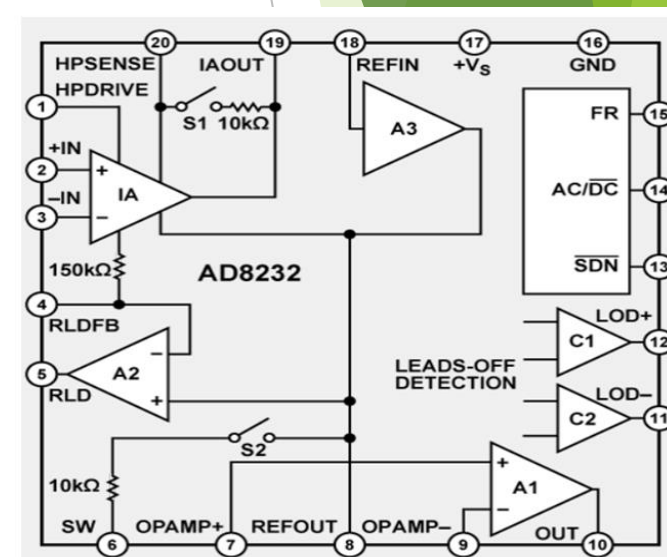 20 19 18 17 16
HPSENSE IAOUT REFIN +VS GND
HPDRIVE
1
S1 10kΩ
A3
FR 15
+IN
2
+ IA
–IN
3
–
AC/DC 14
150kΩ
AD8232
SDN 13
4
RLDFB
LOD+
C1 12
–
5 A2
RLD
+
LEADS-OFF
DETECTION
LOD–
C2 11
S2
10kΩ
+
A1
–
SW OPAMP+ REFOUT OPAMP– OUT
6 7 8 9 10